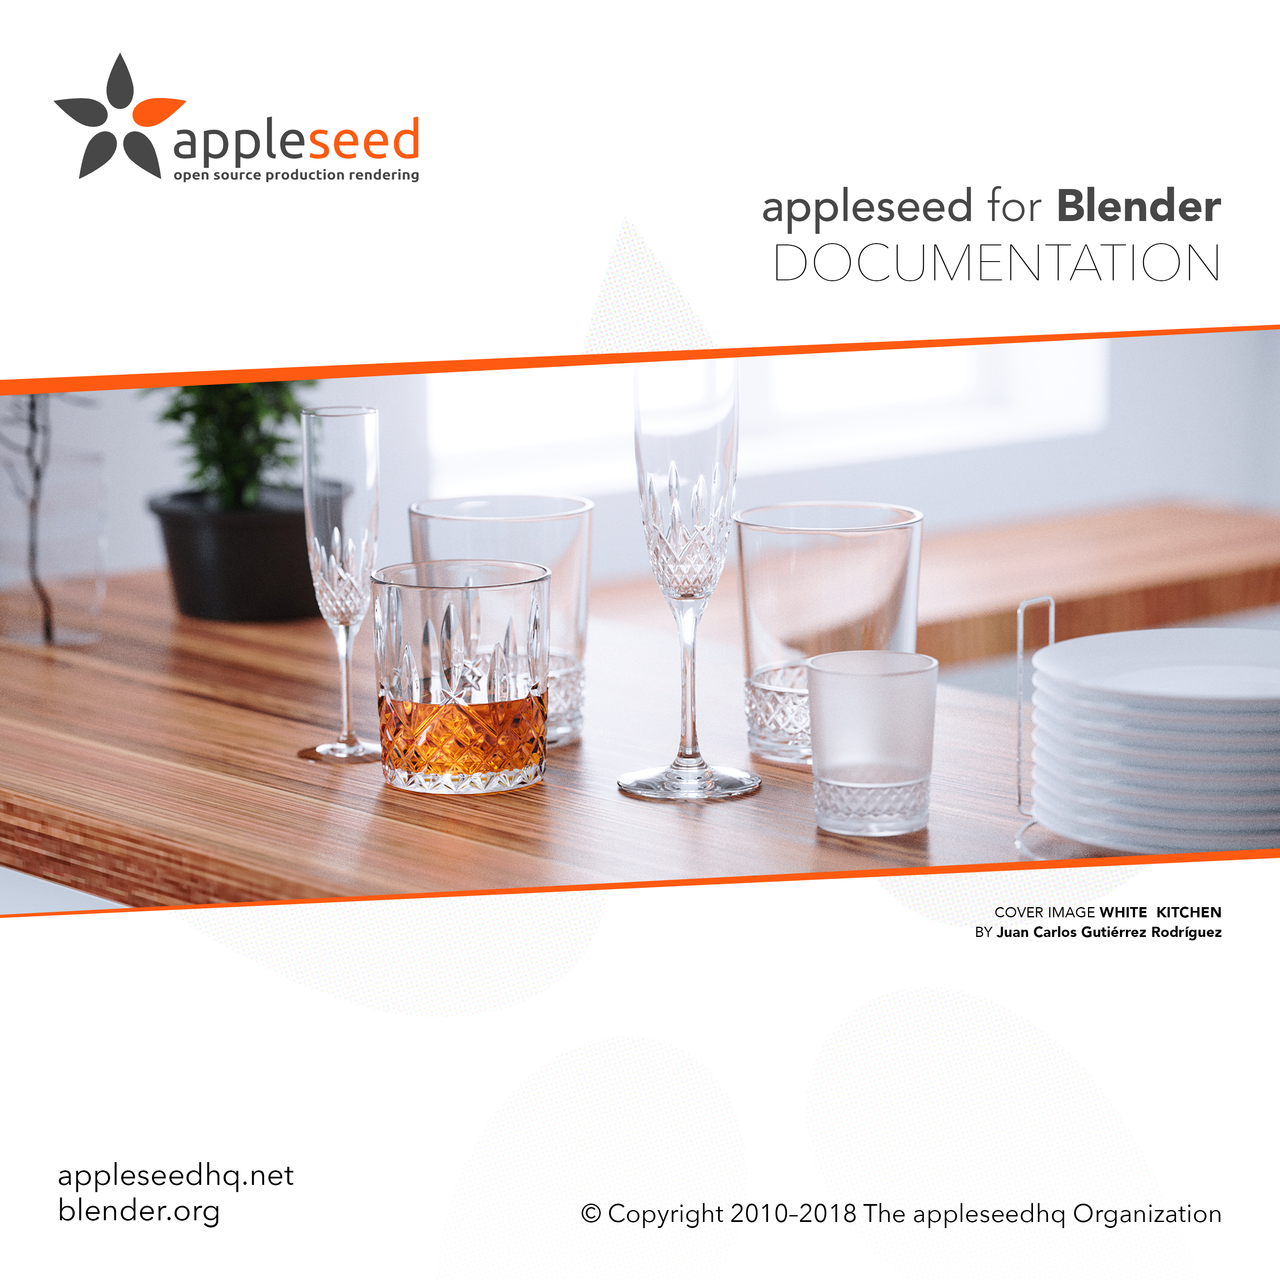 appleseed
open source production rendering
appleseed for Blender
DOCUMENTATION
COVER IMAGE WHITE  KITCHEN
BY Juan Carlos Gutiérrez Rodríguez
appleseedhq.net
blender.org
© Copyright 2010–2018 The appleseedhq Organization